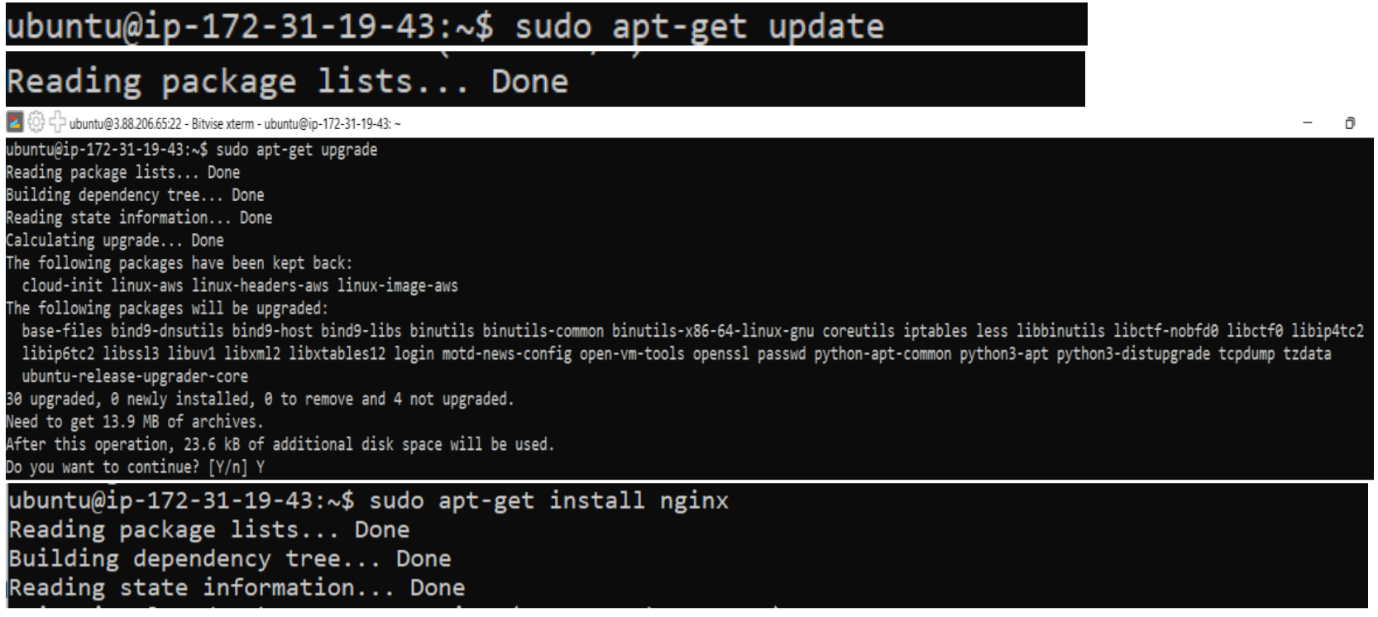 ubuntu@ip-172-31-19-43:~$ sudo apt-get update
Reading package lists... Done
ubuntu@3.88.206.65:22 - Bitvise xterm - ubuntu@ip-172-31-19-43: ~
ubuntu@ip-172-31-19-43:~$ sudo apt-get upgrade
Reading package lists... Done
Building dependency tree... Done
Reading state information... Done
Calculating upgrade... Done
The following packages have been kept back:
  cloud-init linux-aws linux-headers-aws linux-image-aws
The following packages will be upgraded:
  base-files bind9-dnsutils bind9-host bind9-libs binutils binutils-common binutils-x86-64-linux-gnu coreutils iptables less libbinutils libctf-nobfd0 libctf0 libip4tc2
  libip6tc2 libssl3 libuv1 libxml2 libxtables12 login motd-news-config open-vm-tools openssl passwd python-apt-common python3-apt python3-distupgrade tcpdump tzdata
  ubuntu-release-upgrader-core
30 upgraded, 0 newly installed, 0 to remove and 4 not upgraded.
Need to get 13.9 MB of archives.
After this operation, 23.6 kB of additional disk space will be used.
Do you want to continue? [Y/n] Y
ubuntu@ip-172-31-19-43:~$ sudo apt-get install nginx
Reading package lists... Done
Building dependency tree... Done
Reading state information... Done